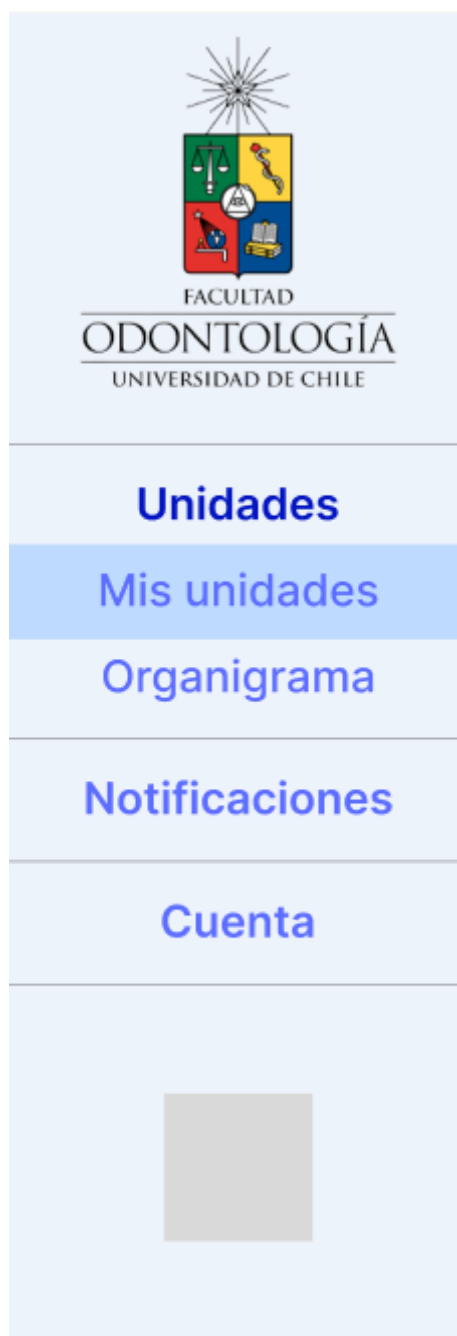 FACULTAD
ODONTOLOGÍA
UNIVERSIDAD DE CHILE
Unidades
Mis unidades
Organigrama
Notificaciones
Cuenta